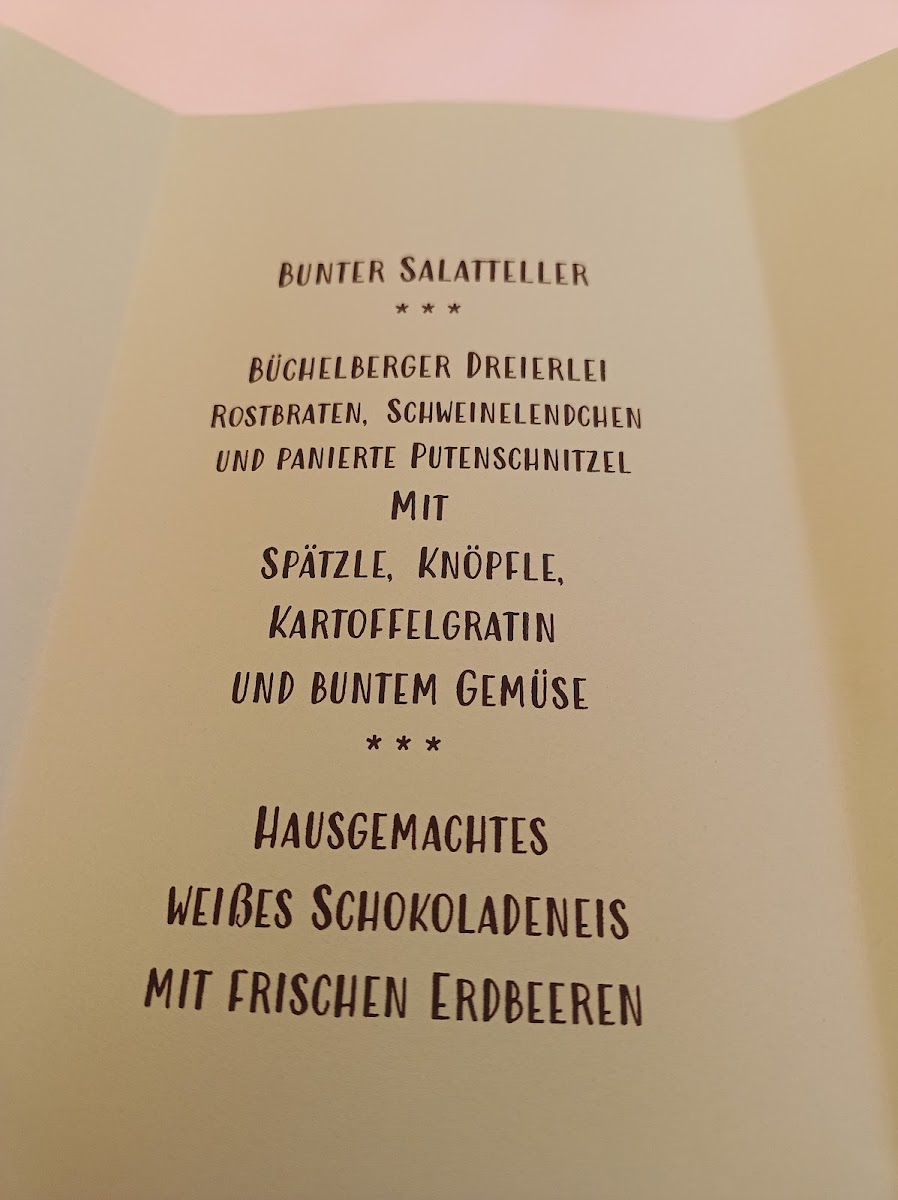 BUNTER SALATTELLER
* * *
BÜCHELBERGER DREIERLEI
ROSTBRATEN, SCHWEINELENDCHEN
UND PANIERTE PUTENSCHNITZEL
MIT
SPÄTZLE, KNÖPFLE,
KARTOFFELGRATIN
UND BUNTEM GEMÜSE
* * *
HAUSGEMACHTES
WEIßES SCHOKOLADENEIS
MIT FRISCHEN ERDBEEREN